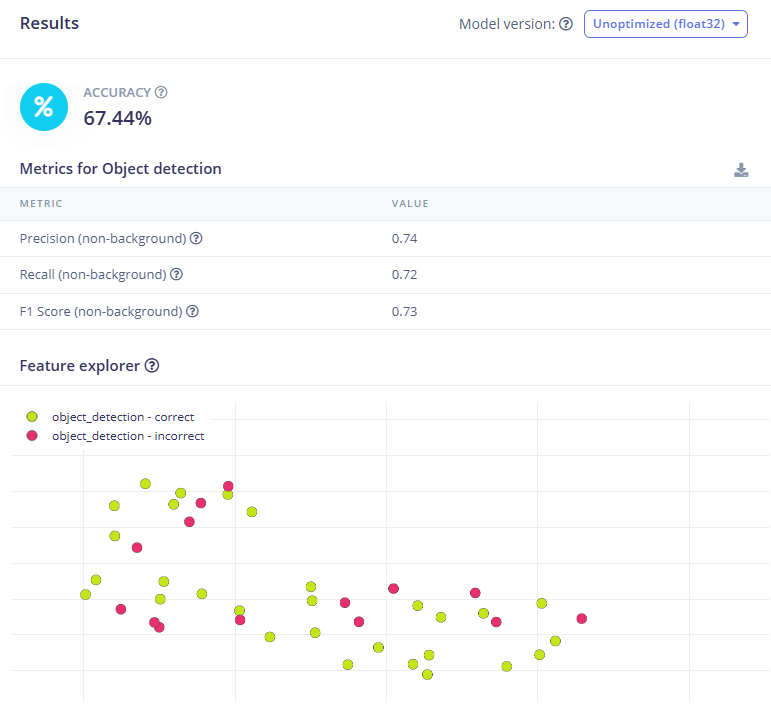 Results
Model version: Unoptimized (float32)
%
ACCURACY
67.44%
Metrics for Object detection
METRIC VALUE
Precision (non-background) 0.74
Recall (non-background) 0.72
F1 Score (non-background) 0.73
Feature explorer
object_detection - correct
object_detection - incorrect